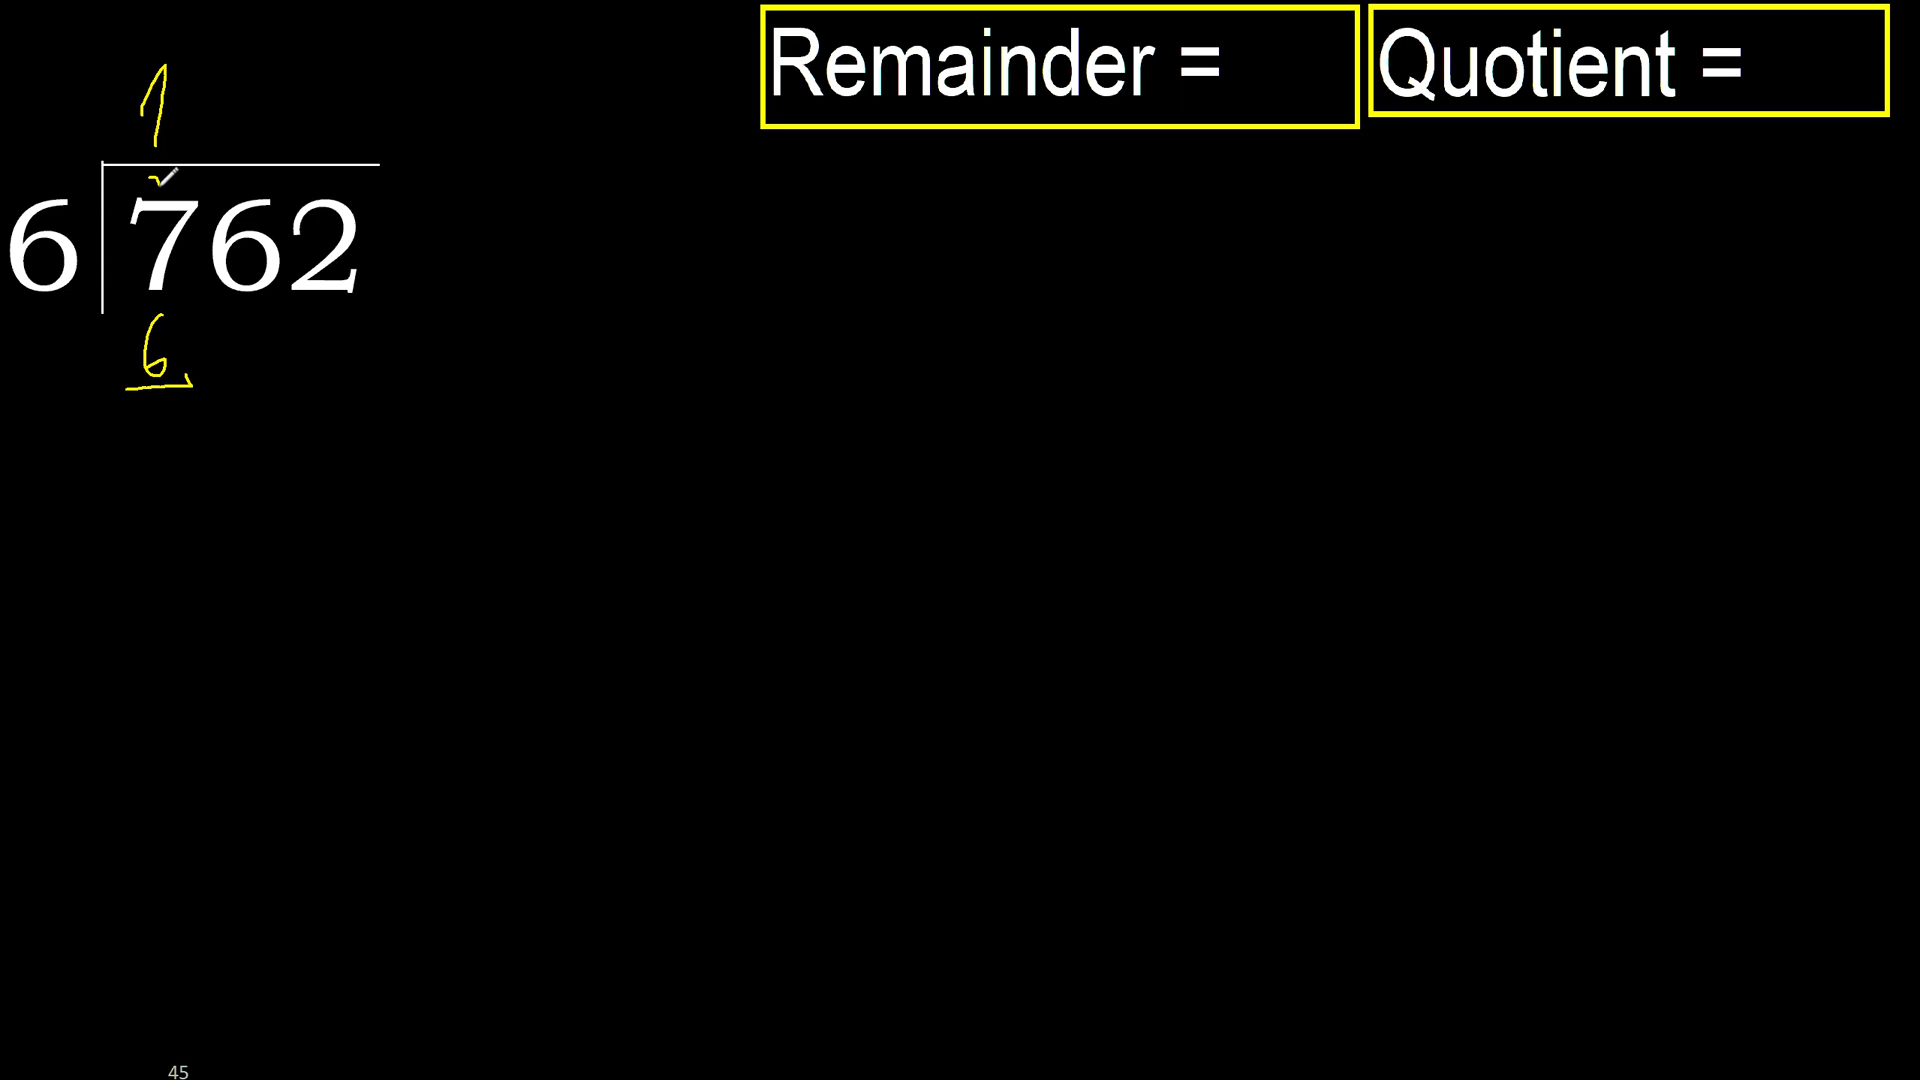 Remainder = Quotient =
1
6 762
6
45